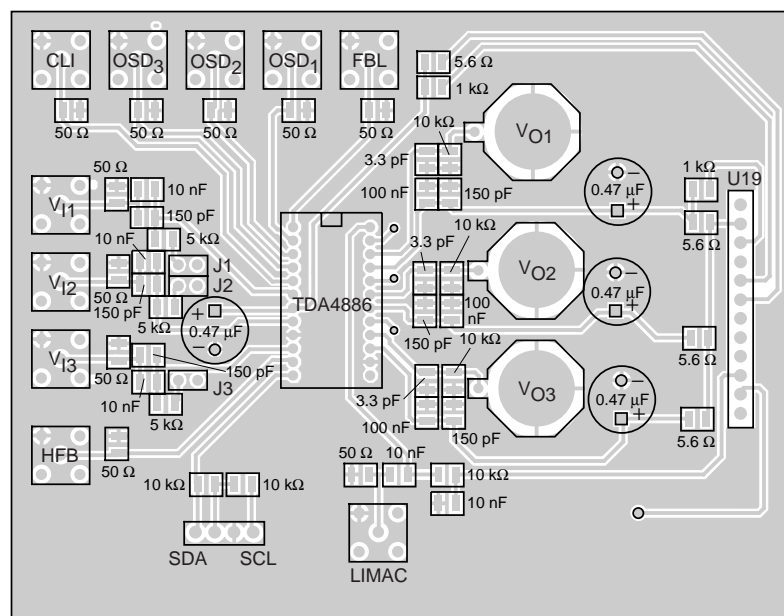 CLI OSD3 OSD2 OSD1 FBL
5.6 Ω
1 kΩ
50 Ω 50 Ω 50 Ω 50 Ω 50 Ω
10 kΩ
VO1
3.3 pF
50 Ω
10 nF
100 nF
150 pF
0.47 µF
−
+
1 kΩ
U19
VI1
150 pF
10 nF
5 kΩ
3.3 pF
10 kΩ
5.6 Ω
J1
VI2
J2
TDA4886
VO2
−
0.47 µF
+
50 Ω
150 pF
100 nF
5 kΩ
+
0.47 µF
−
150 pF
10 kΩ
5.6 Ω
VI3
150 pF
50 Ω
J3
VO3
−
0.47 µF
+
10 nF
3.3 pF
5 kΩ
100 nF
150 pF
5.6 Ω
HFB
50 Ω
50 Ω
10 nF
10 kΩ
10 kΩ
10 kΩ
10 nF
SDA
SCL
LIMAC